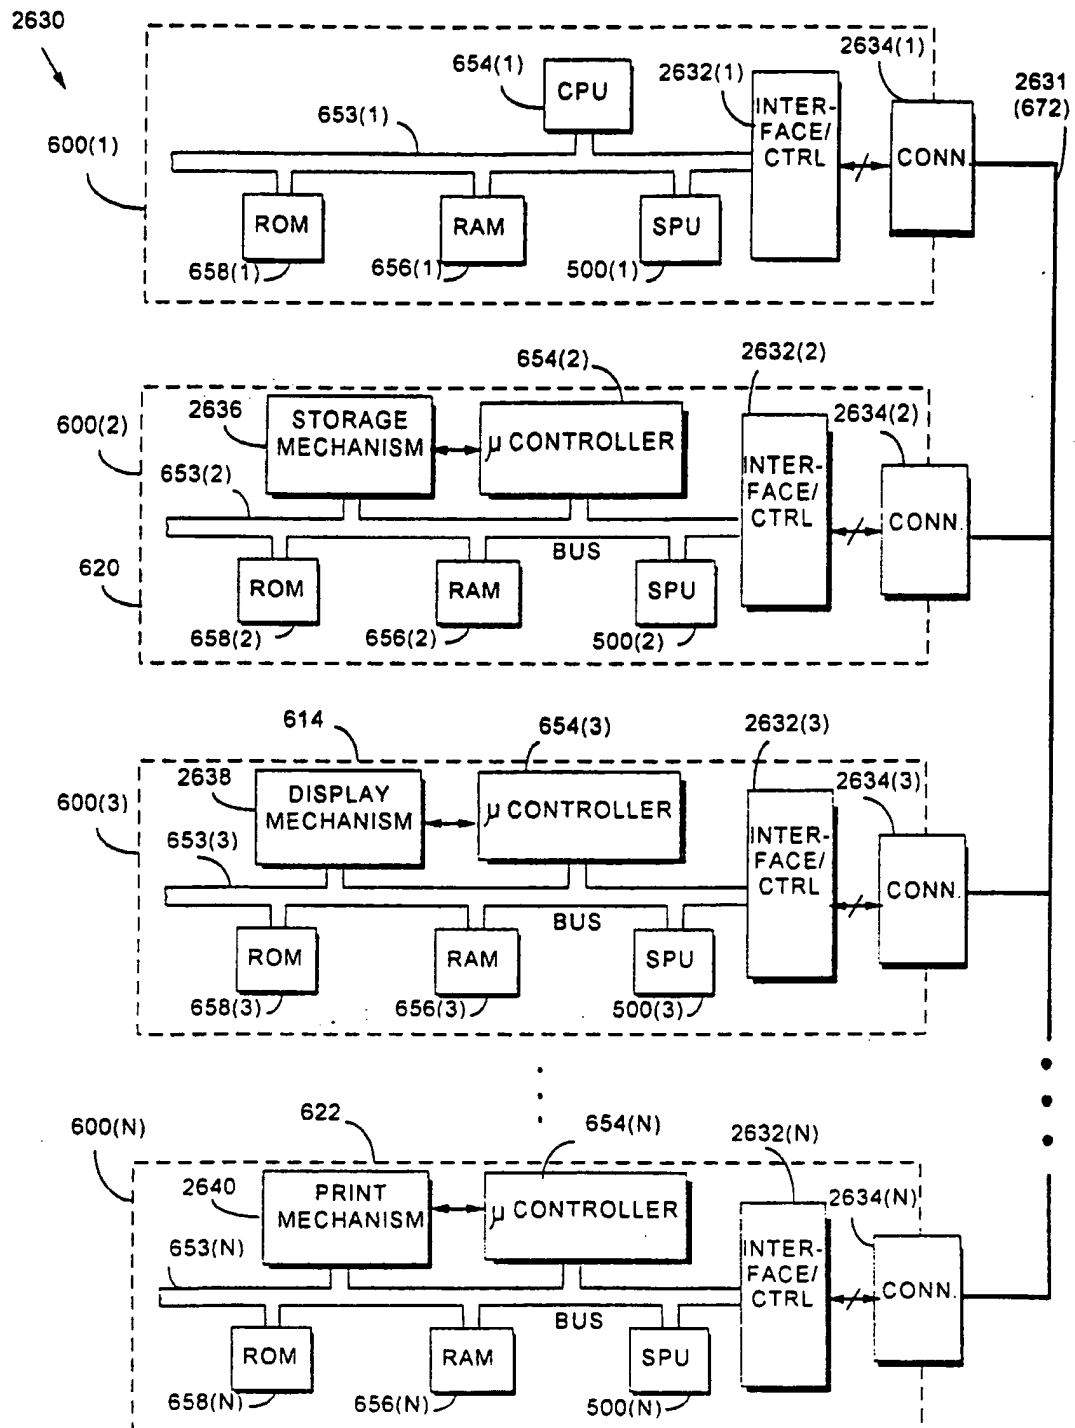 2630
654(1)
2632(1)
2634(1)
2631
(672)
CPU
INTER-
FACE/
CTRL
653(1)
600(1)
CONN.
ROM
RAM
SPU
658(1)
656(1)
500(1)
654(2)
2632(2)
2634(2)
600(2)
2636
STORAGE
MECHANISM
μ CONTROLLER
INTER-
FACE/
CTRL
653(2)
CONN.
BUS
620
ROM
RAM
SPU
658(2)
656(2)
500(2)
614
654(3)
2632(3)
2634(3)
600(3)
2638
DISPLAY
MECHANISM
μ CONTROLLER
INTER-
FACE/
CTRL
653(3)
CONN.
BUS
ROM
RAM
SPU
658(3)
656(3)
500(3)
600(N)
622
654(N)
2632(N)
2634(N)
2640
PRINT
MECHANISM
μ CONTROLLER
INTER-
FACE/
CTRL
653(N)
CONN.
BUS
ROM
RAM
SPU
658(N)
656(N)
500(N)